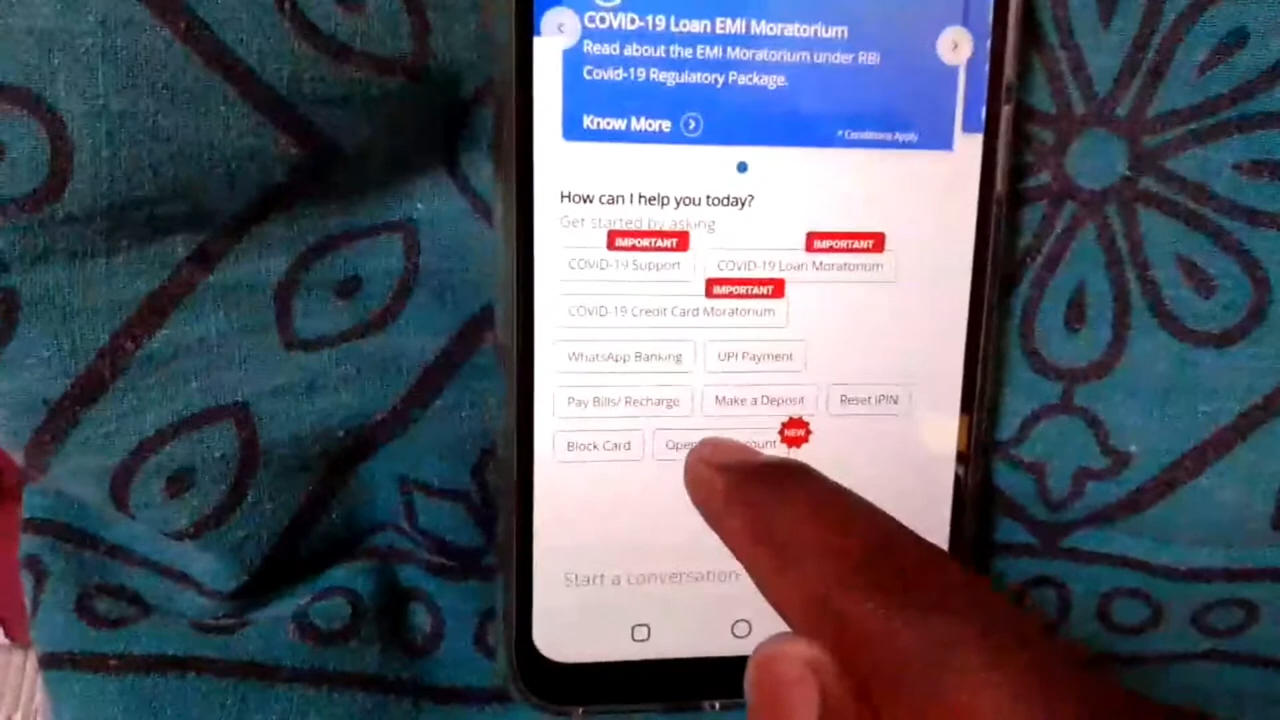 COVID-19 Loan EMI Moratorium
Read about the EMI Moratorium under RBI
Covid-19 Regulatory Package.
Know More
* Conditions Apply
How can I help you today?
Get started by asking
IMPORTANT
IMPORTANT
COVID-19 Support
COVID-19 Loan Moratorium
IMPORTANT
COVID-19 Credit Card Moratorium
WhatsApp Banking
UPI Payment
Pay Bills/ Recharge
Make a Deposit
Reset IPIN
NEW
Block Card
Start a conversation